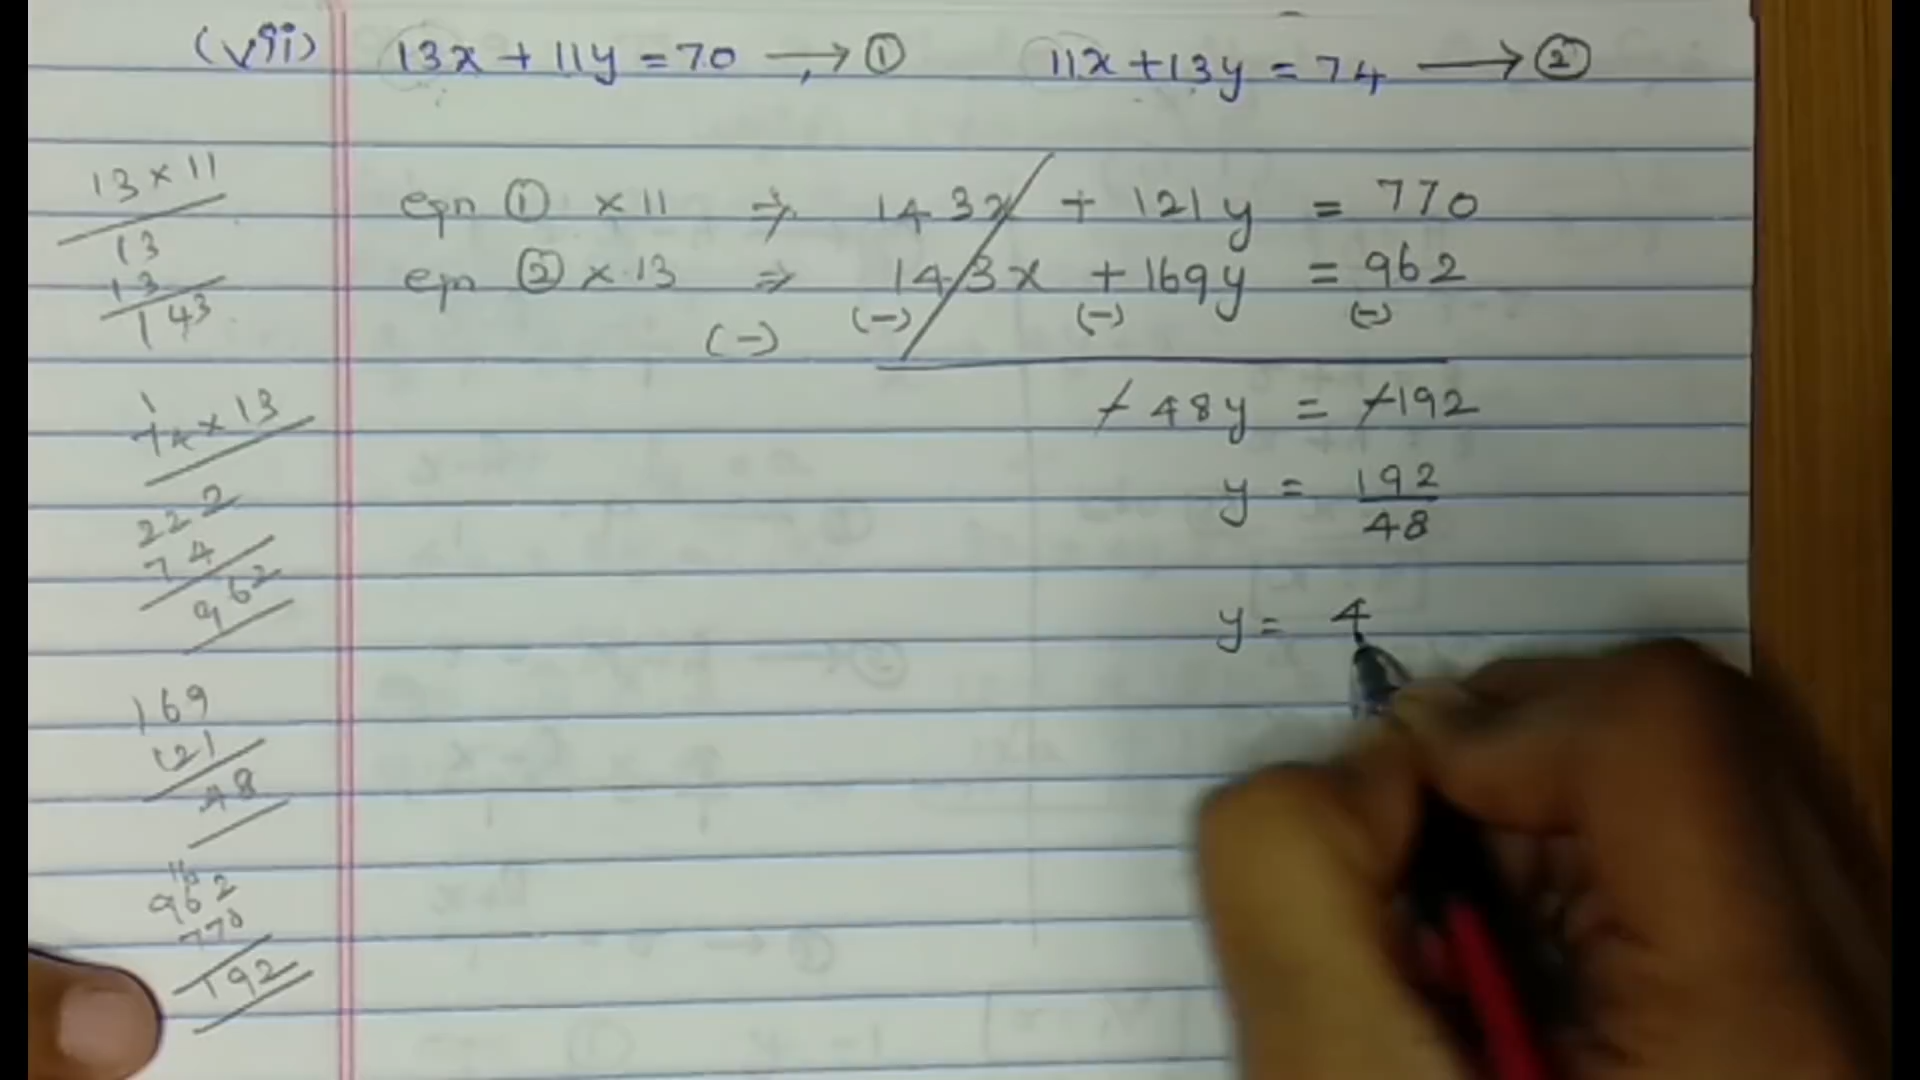 (vii) 13x + 11y = 70 → ① 11x + 13y = 74 → ②
13 × 11
13
13
143
eqn ① × 11 ⇒ 143x + 121y = 770
eqn ② × 13 ⇒ 143x + 169y = 962
(-) (-) (-) (-)
- 48y = -192
y = 192
48
y = 4
1
74 × 13
222
74
962
169
121
48
962
770
192